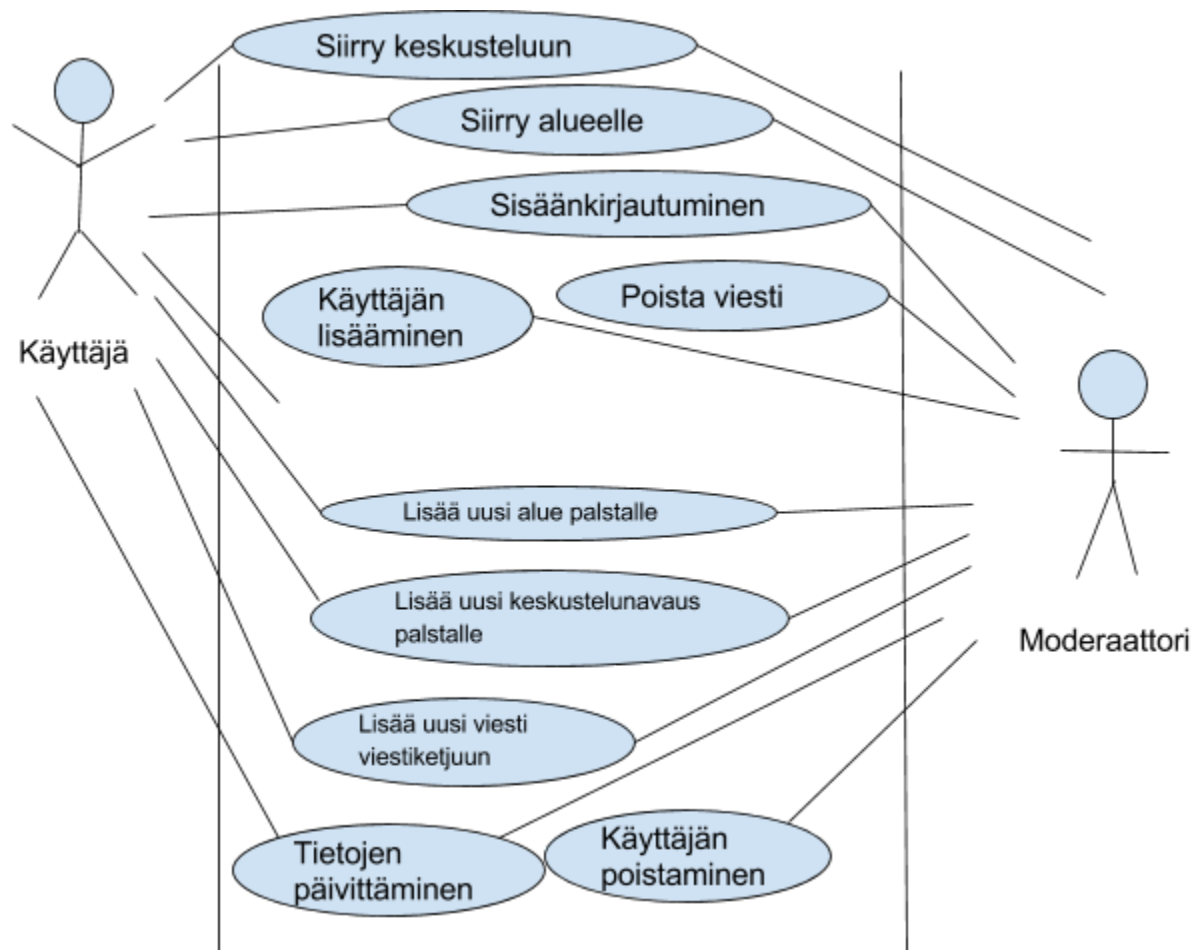 Siirry keskusteluun
Siirry alueelle
Sisäänkirjautuminen
Käyttäjän
lisääminen
Poista viesti
Käyttäjä
Lisää uusi alue palstalle
Lisää uusi keskustelunavaus
palstalle
Moderaattori
Lisää uusi viesti
viestiketjuun
Tietojen
päivittäminen
Käyttäjän
poistaminen